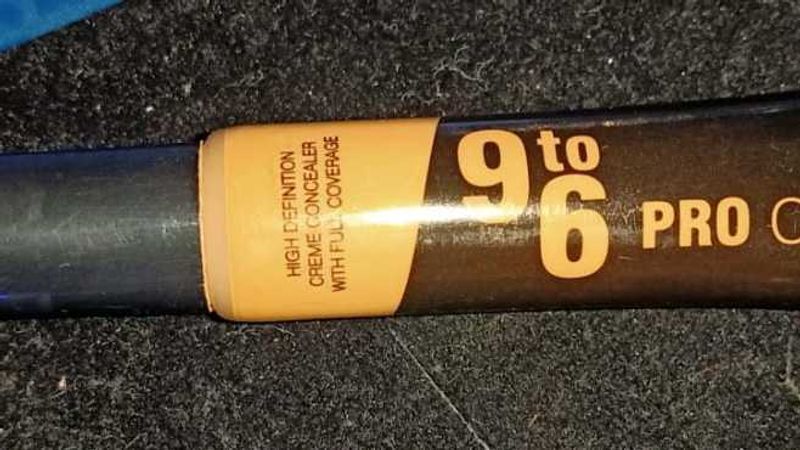 HIGH DEFINITION
CREME CONCEALER
WITH FULL COVERAGE
9 to
6 PRO